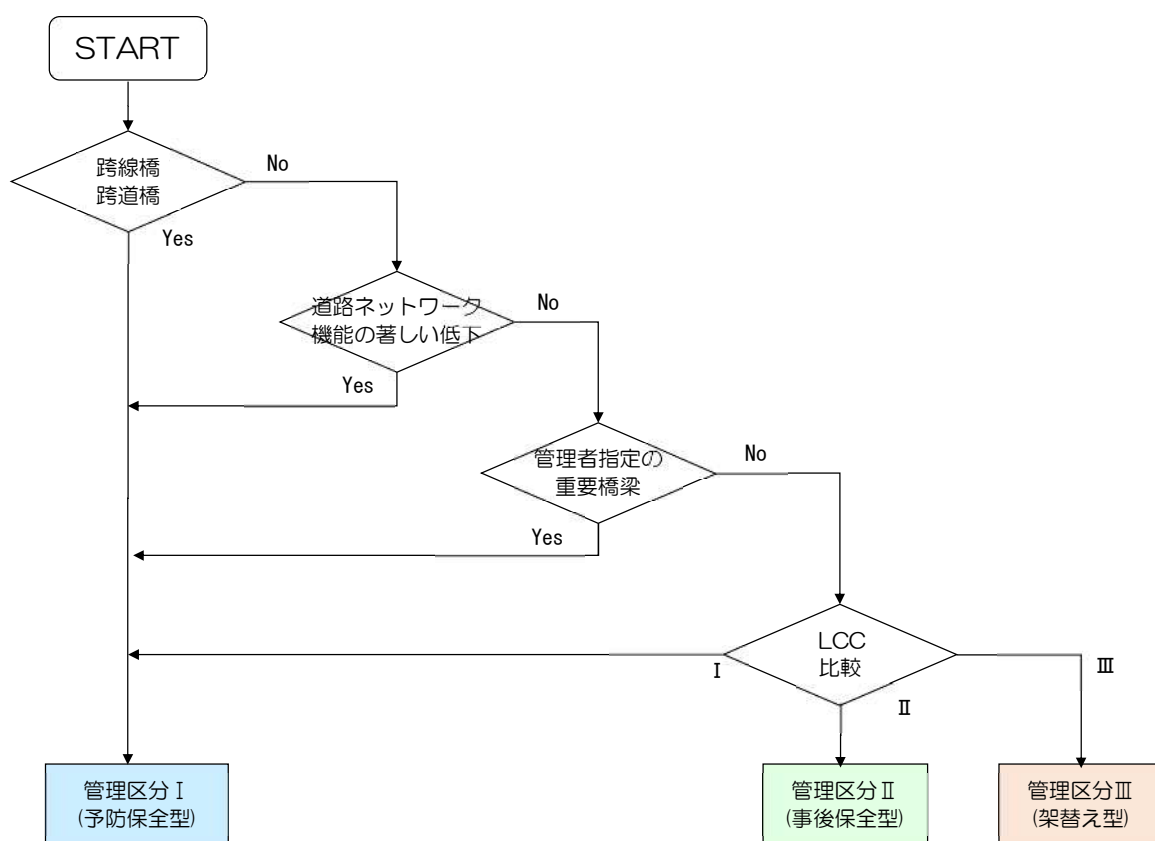 START
跨線橋
跨道橋
No
Yes
道路ネットワーク
機能の著しい低下
No
Yes
管理者指定の
重要橋梁
No
Yes
LCC
比較
Ⅰ
Ⅱ
Ⅲ
管理区分Ⅰ
(予防保全型)
管理区分Ⅱ
(事後保全型)
管理区分Ⅲ
(架替え型)